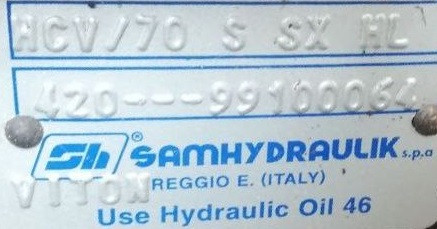 HCV/70 S SX HL
420---99100064
Sh® SAMHYDRAULIK s.p.a
VITON REGGIO E. (ITALY)
Use Hydraulic Oil 46